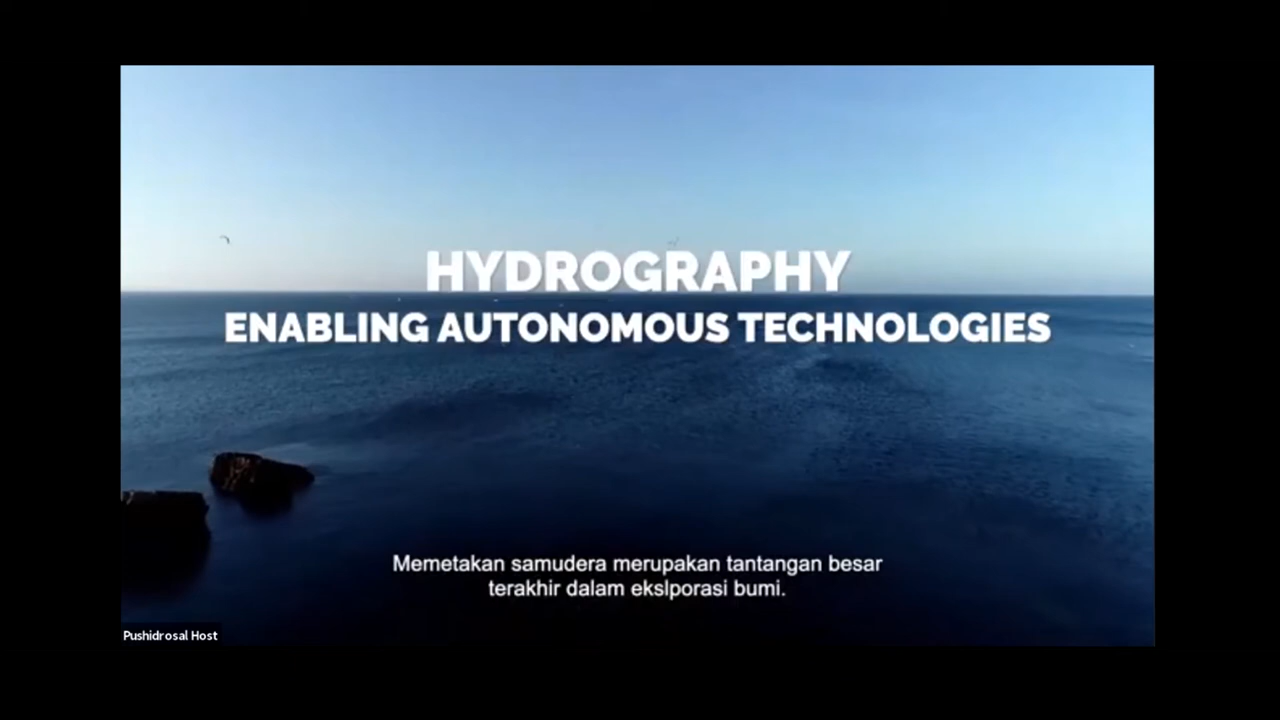 HYDROGRAPHY
ENABLING AUTONOMOUS TECHNOLOGIES
Memetakan samudera merupakan tantangan besar
terakhir dalam ekslporasi bumi.
Pushidrosal Host